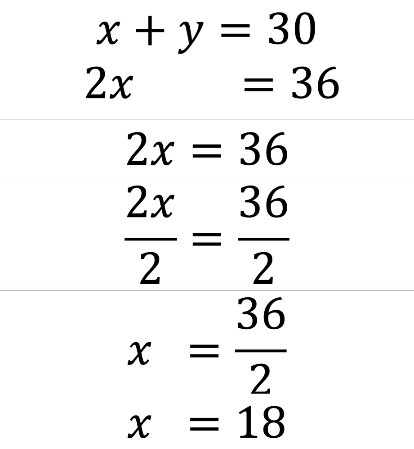 x + y = 30
2x = 36
2x = 36
2x/2 = 36/2
x = 36/2
x = 18